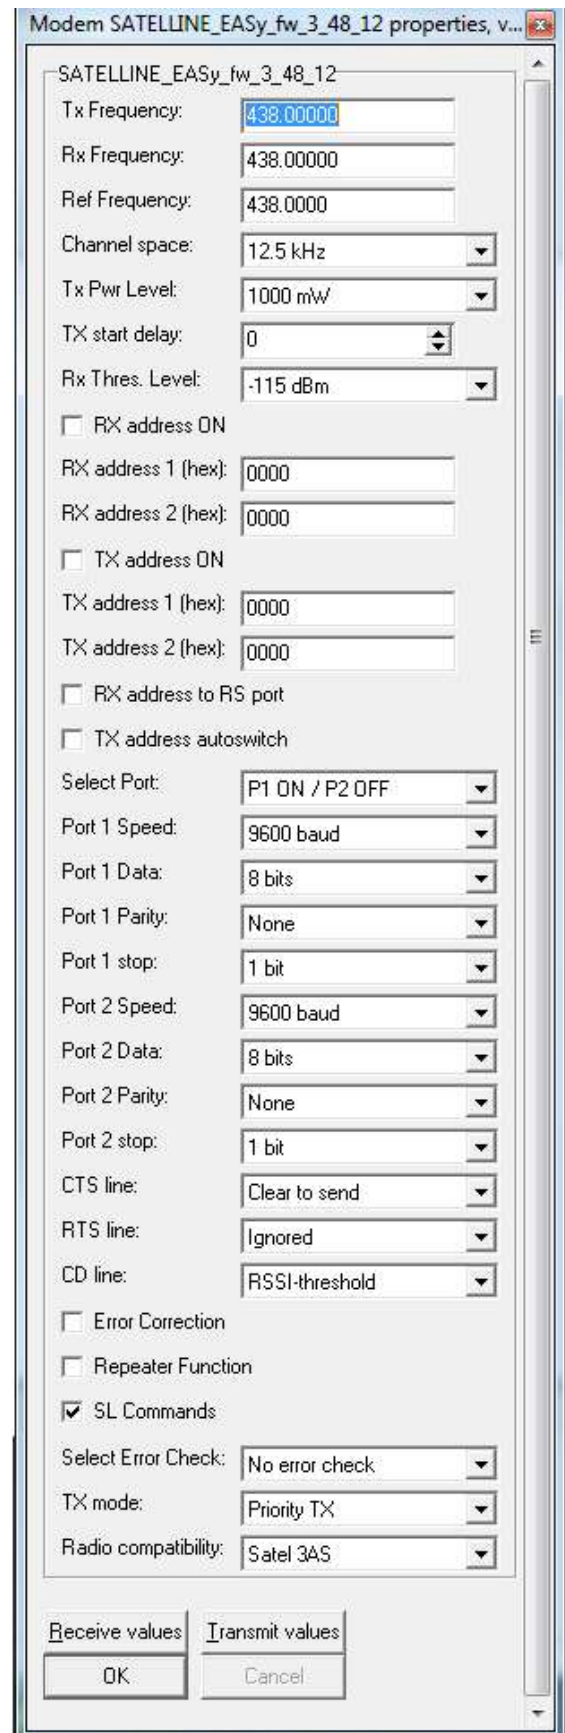 Modem SATELLINE_EASy_fw_3_48_12 properties, v...
SATELLINE_EASy_fw_3_48_12
Tx Frequency: 438.00000
Rx Frequency: 438.00000
Ref Frequency: 438.0000
Channel space: 12.5 kHz
Tx Pwr Level: 1000 mW
TX start delay: 0
Rx Thres. Level: -115 dBm
RX address ON
RX address 1 (hex): 0000
RX address 2 (hex): 0000
TX address ON
TX address 1 (hex): 0000
TX address 2 (hex): 0000
RX address to RS port
TX address autoswitch
Select Port: P1 ON / P2 OFF
Port 1 Speed: 9600 baud
Port 1 Data: 8 bits
Port 1 Parity: None
Port 1 stop: 1 bit
Port 2 Speed: 9600 baud
Port 2 Data: 8 bits
Port 2 Parity: None
Port 2 stop: 1 bit
CTS line: Clear to send
RTS line: Ignored
CD line: RSSI-threshold
Error Correction
Repeater Function
SL Commands
Select Error Check: No error check
TX mode: Priority TX
Radio compatibility: Satel 3AS
Receive values Transmit values
OK Cancel